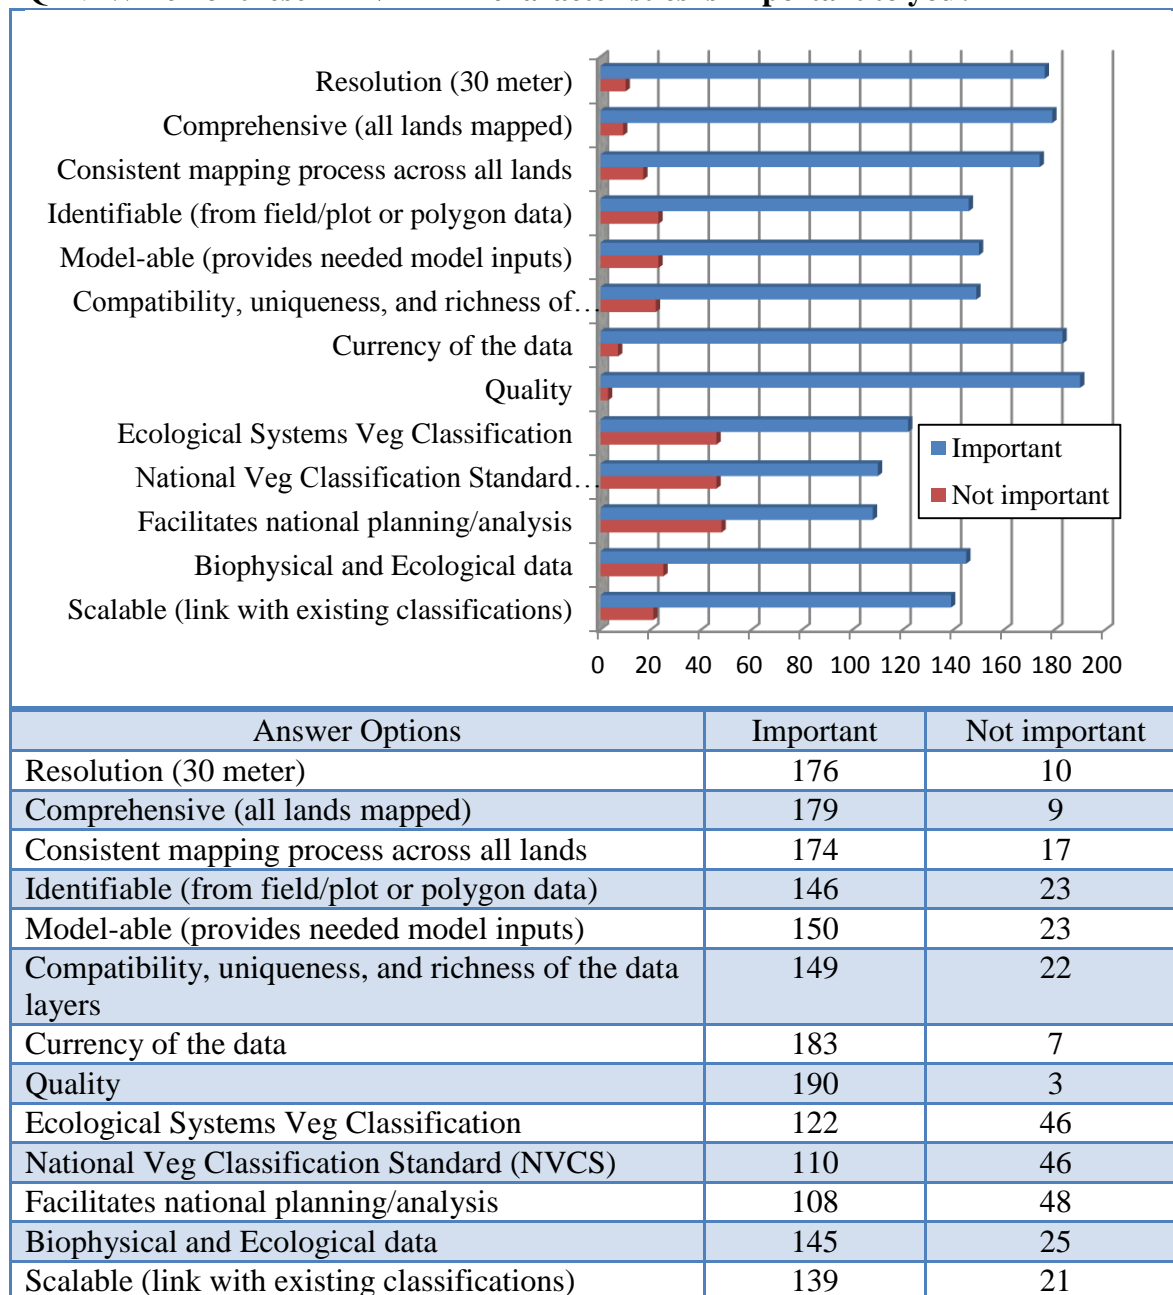 important to you?
Resolution (30 meter)
Comprehensive (all lands mapped)
Consistent mapping process across all lands
Identifiable (from field/plot or polygon data)
Model-able (provides needed model inputs)
Compatibility, uniqueness, and richness of…
Currency of the data
Quality
Ecological Systems Veg Classification
National Veg Classification Standard…
Facilitates national planning/analysis
Biophysical and Ecological data
Scalable (link with existing classifications)
Important
Not important
0 20 40 60 80 100 120 140 160 180 200
Answer Options Important Not important
Resolution (30 meter) 176 10
Comprehensive (all lands mapped) 179 9
Consistent mapping process across all lands 174 17
Identifiable (from field/plot or polygon data) 146 23
Model-able (provides needed model inputs) 150 23
Compatibility, uniqueness, and richness of the data 149 22
layers
Currency of the data 183 7
Quality 190 3
Ecological Systems Veg Classification 122 46
National Veg Classification Standard (NVCS) 110 46
Facilitates national planning/analysis 108 48
Biophysical and Ecological data 145 25
Scalable (link with existing classifications) 139 21